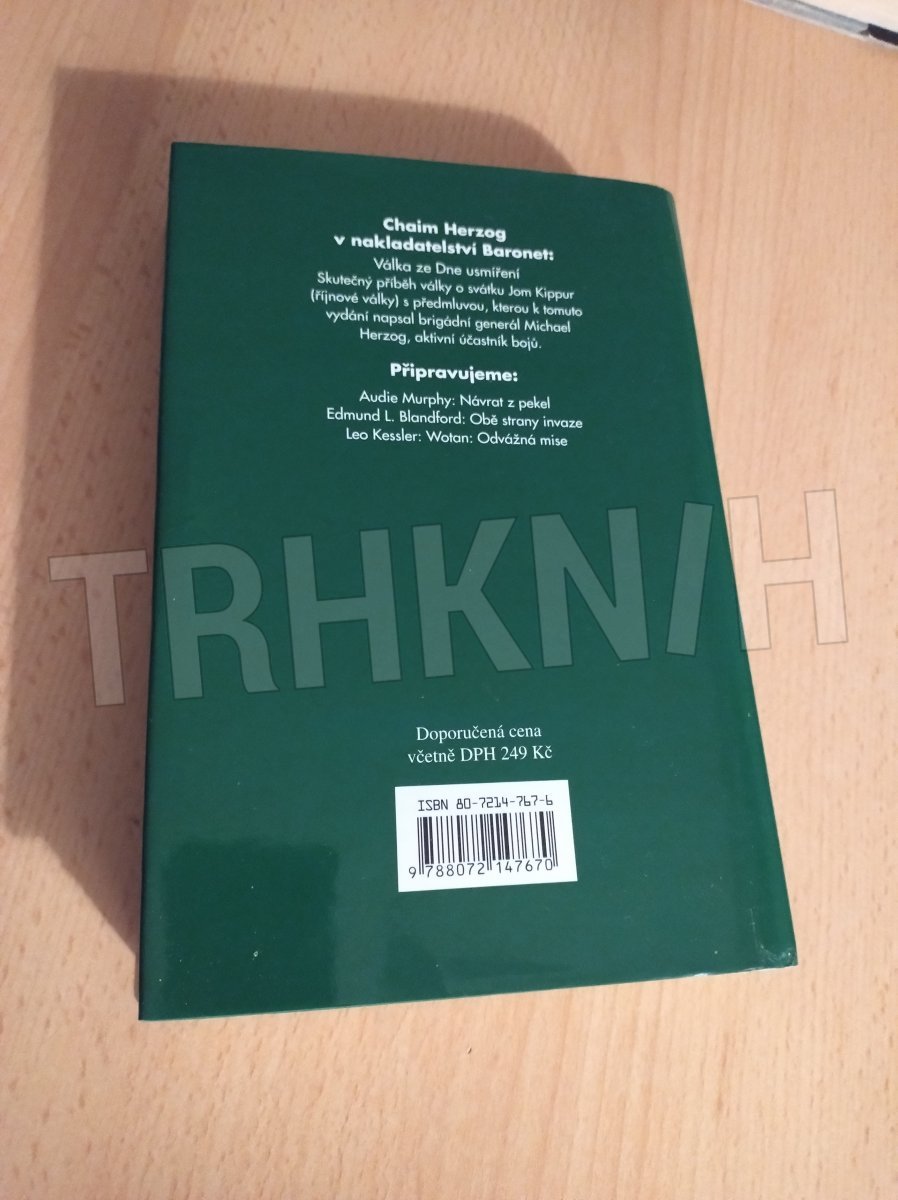 Chaim Herzog
v nakladatelství Baronet:
Válka ze Dne usmíření
Skutečný příběh války o svátku Jom Kippur
(říjnové války) s předmluvou, kterou k tomuto
vydání napsal brigádní generál Michael
Herzog, aktivní účastník bojů.
Připravujeme:
Audie Murphy: Návrat z pekel
Edmund L. Blandford: Obě strany invaze
Leo Kessler: Wotan: Odvážná mise
TRHKNIH
Doporučená cena
včetně DPH 249 Kč
ISBN 80-7214-767-6
9 788072 147670